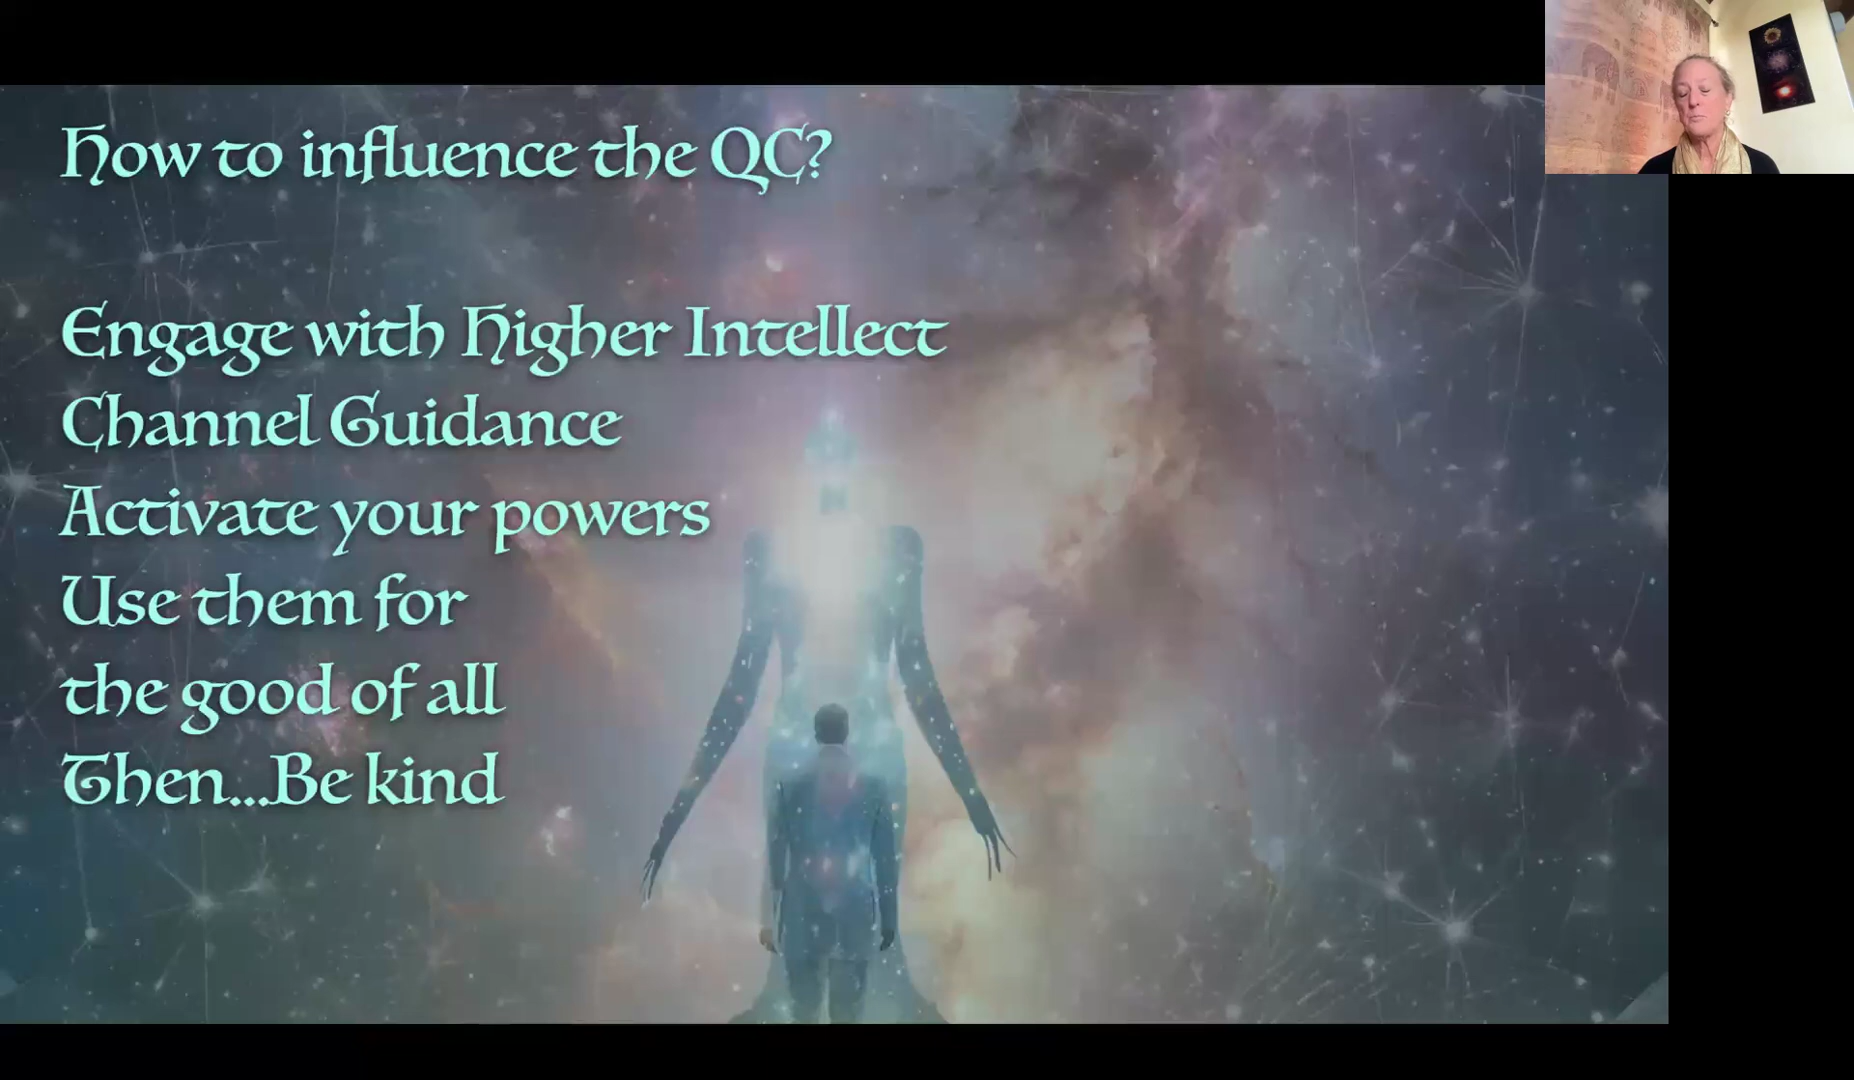 How to influence the QC?
Engage with Higher Intellect
Channel Guidance
Activate your powers
Use them for
the good of all
Then...Be kind